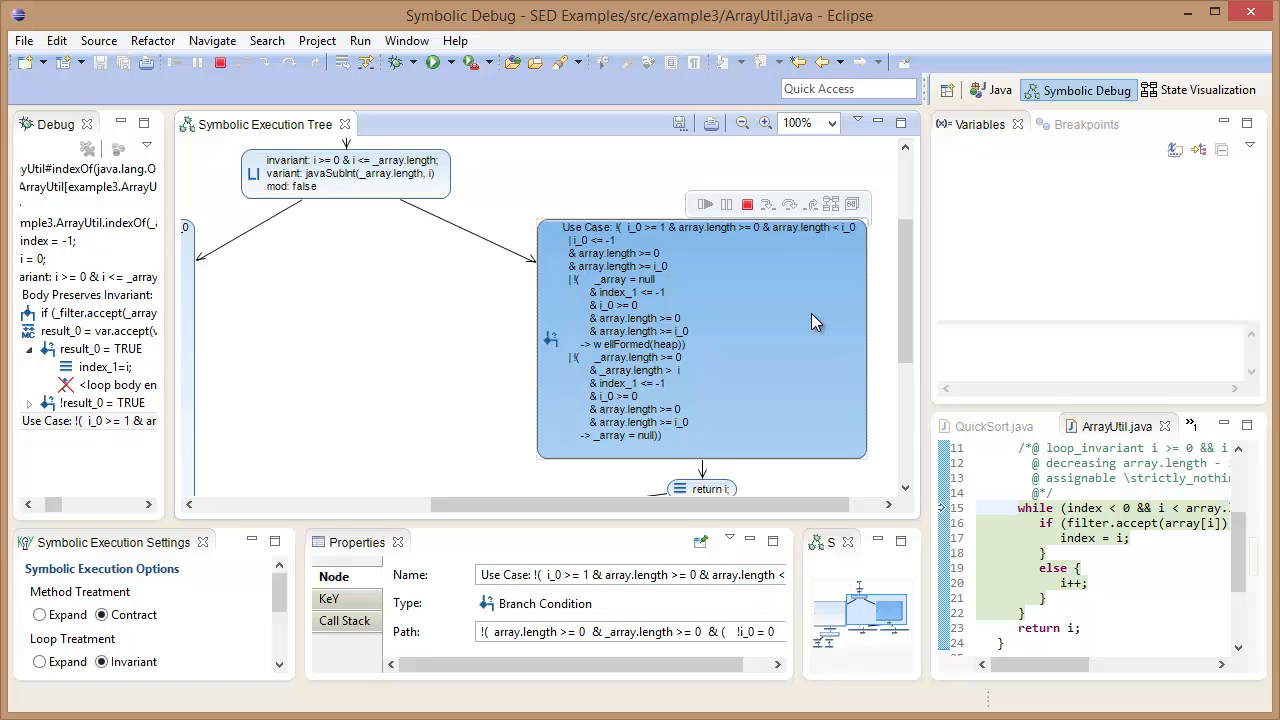 Symbolic Debug - SED Examples/src/example3/ArrayUtil.java - Eclipse
File Edit Source Refactor Navigate Search Project Run Window Help
Quick Access
Java
Symbolic Debug
State Visualization
Debug
yUtil#indexOf(java.lang.O
ArrayUtil[example3.ArrayU
mple3.ArrayUtil.indexOf(_
index = -1;
i = 0;
ariant: i >= 0 & i <= _arra
Body Preserves Invariant:
if (_filter.accept(_array
result_0 = var.accept(v
result_0 = TRUE
index_1=i;
<loop body en
!result_0 = TRUE
Use Case: !( i_0 >= 1 & ar
Symbolic Execution Tree
100%
invariant: i >= 0 & i <= _array.length;
variant: javaSubInt(_array.length, i)
mod: false
_0
Use Case: !( i_0 >= 1 & array.length >= 0 & array.length < i_0
| i_0 <= -1
& array.length >= 0
& array.length >= i_0
| !( _array = null
& index_1 <= -1
& i_0 >= 0
& array.length >= 0
& array.length >= i_0
-> w ellFormed(heap))
| !( _array.length >= 0
& _array.length > i
& index_1 <= -1
& i_0 >= 0
& array.length >= 0
& array.length >= i_0
-> _array = null))
return i;
Variables
Breakpoints
QuickSort.java
ArrayUtil.java
»1
11 /*@ loop_invariant i >= 0 && i
12 @ decreasing array.length -
13 @ assignable \strictly_nothi
14 @*/
15 while (index < 0 && i < array.
16 if (filter.accept(array[i])
17 index = i;
18 }
19 else {
20 i++;
21 }
22 }
23 return i;
24 }
Symbolic Execution Settings
Symbolic Execution Options
Method Treatment
Expand Contract
Loop Treatment
Expand Invariant
Properties
Node
KeY
Call Stack
Name: Use Case: !( i_0 >= 1 & array.length >= 0 & array.length <
Type: Branch Condition
Path: !( array.length >= 0 & _array.length >= 0 & ( !i_0 = 0
S